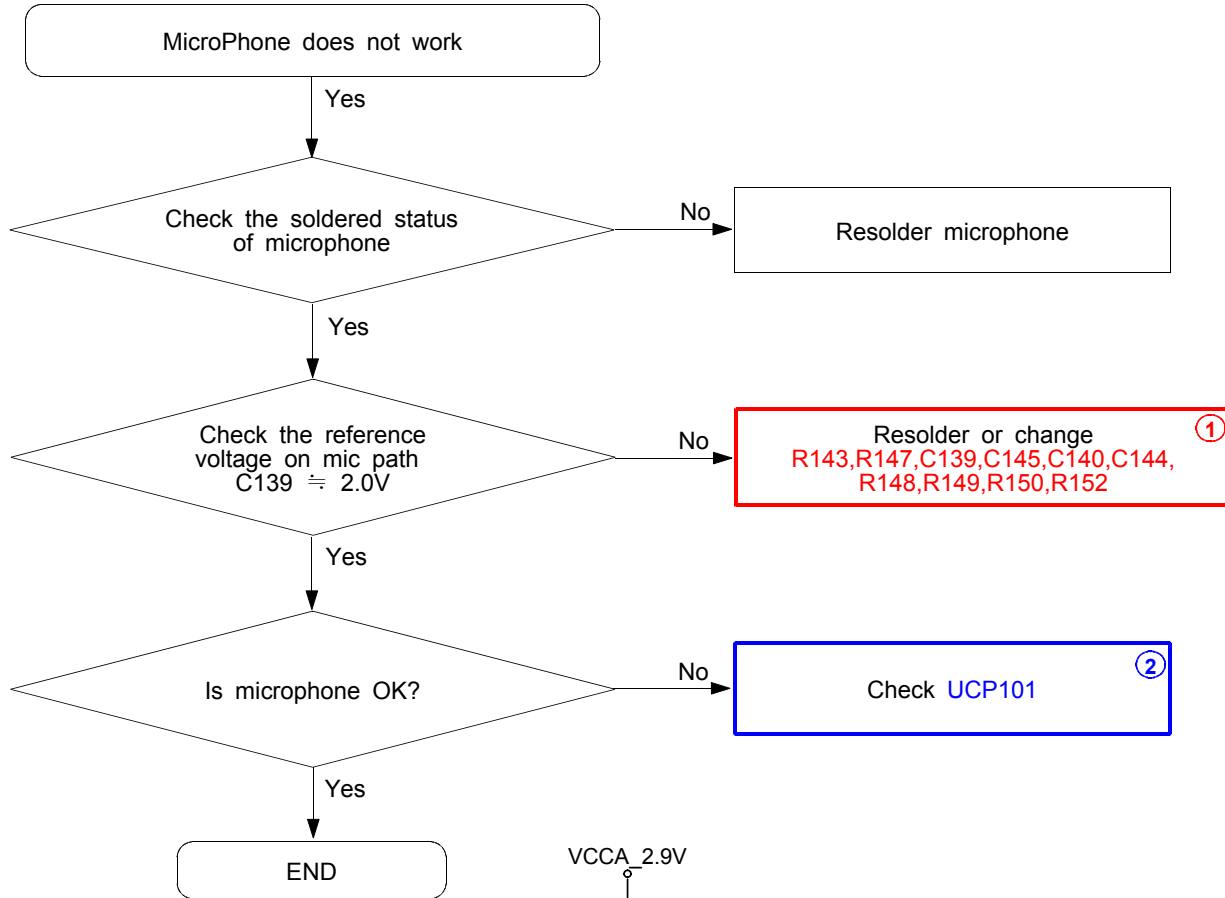 MicroPhone does not work
Yes
Check the soldered status
of microphone
No
Resolder microphone
Yes
Check the reference
voltage on mic path
C139 ≒ 2.0V
No
Resolder or change
R143,R147,C139,C145,C140,C144,
R148,R149,R150,R152
1
Yes
Is microphone OK?
No
Check UCP101
2
Yes
END
VCCA_2.9V